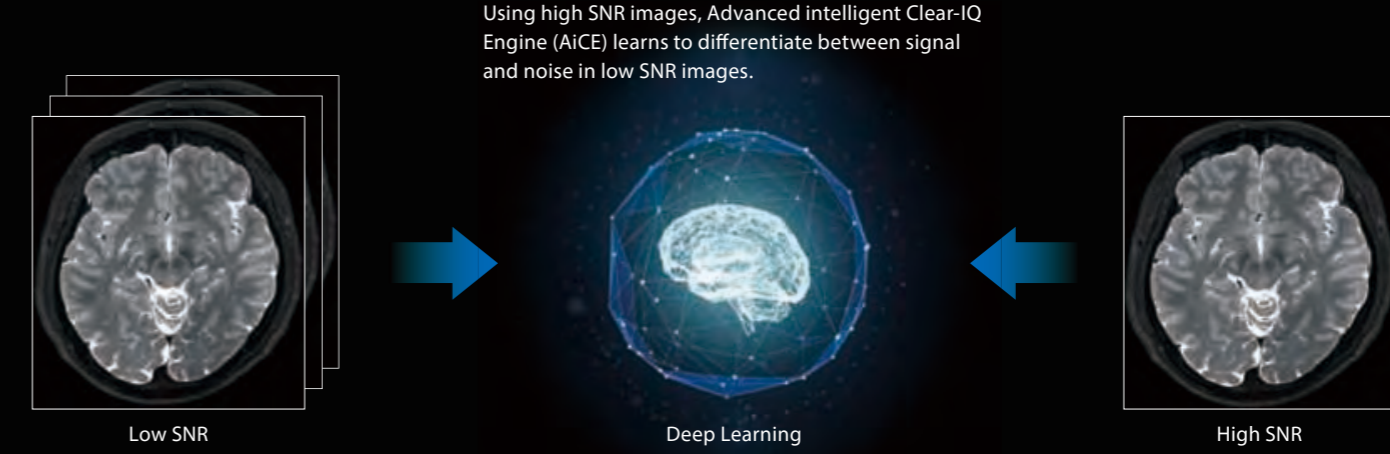 Using high SNR images, Advanced intelligent Clear-IQ
Engine (AiCE) learns to differentiate between signal
and noise in low SNR images.
Low SNR
Deep Learning
High SNR